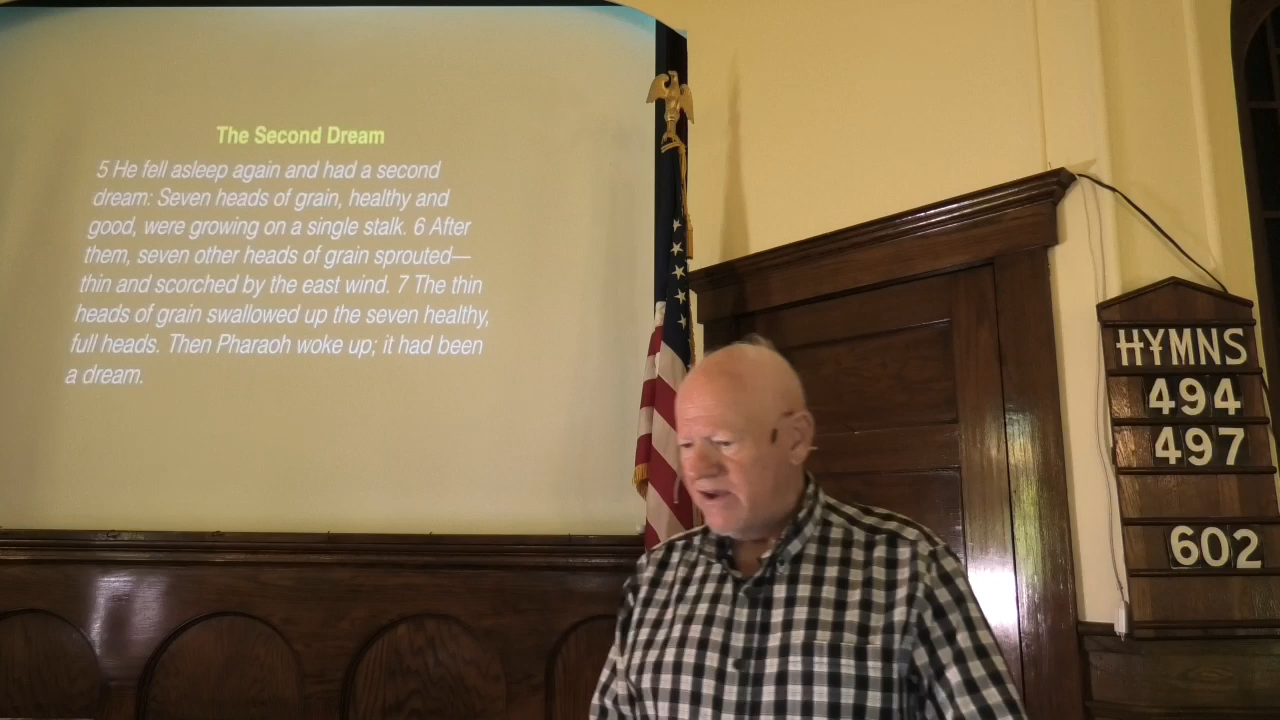 The Second Dream
5 He fell asleep again and had a second
dream: Seven heads of grain, healthy and
good, were growing on a single stalk. 6 After
them, seven other heads of grain sprouted—
thin and scorched by the east wind. 7 The thin
heads of grain swallowed up the seven healthy,
full heads. Then Pharaoh woke up; it had been
a dream.
HYMNS
494
497
602